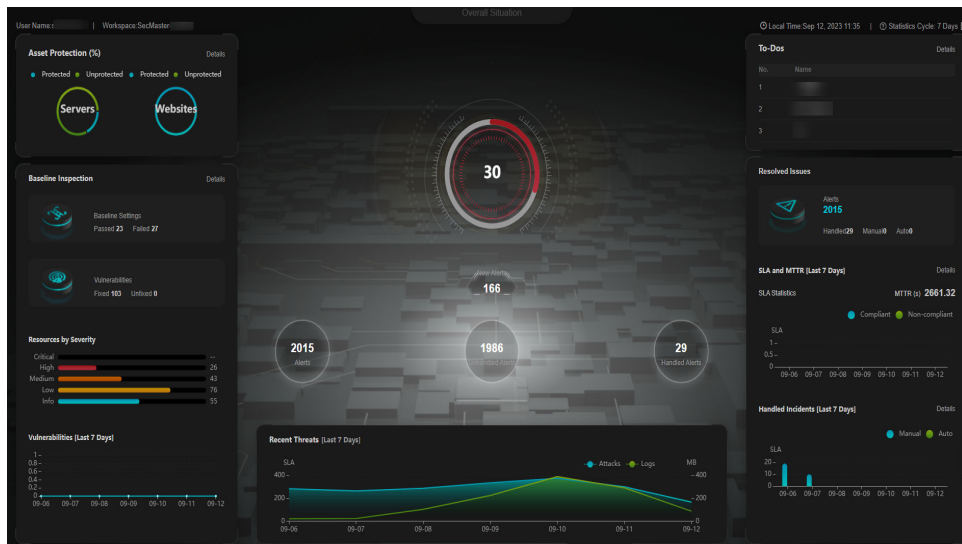 Overall Situation
User Name:s
Workspace:SecMaster
Local Time:Sep 12, 2023 11:35 | Statistics Cycle: 7 Days
Asset Protection (%)
Details
Protected Unprotected Protected Unprotected
Servers
Websites
Baseline Inspection
Details
Baseline Settings
Passed 23 Failed 27
Vulnerabilities
Fixed 103 Unfixed 0
Resources by Severity
Critical --
High 26
Medium 43
Low 76
Info 55
Vulnerabilities (Last 7 Days)
1
0.8
0.6
0.4
0.2
0
09-06 09-07 09-08 09-09 09-10 09-11 09-12
30
New Alerts
166
2015
Alerts
1986
29
Handled Alerts
Recent Threats (Last 7 Days)
Attacks Logs
SLA MB
400 400
200 200
0 0
09-06 09-07 09-08 09-09 09-10 09-11 09-12
To-Dos
Details
No. Name
1
2
3
Resolved Issues
Alerts
2015
Handled29 Manual0 Auto0
SLA and MTTR (Last 7 Days)
Details
SLA Statistics
MTTR (s) 2661.32
Compliant Non-compliant
SLA
1
0.5
0
09-06 09-07 09-08 09-09 09-10 09-11 09-12
Handled Incidents (Last 7 Days)
Details
Manual Auto
SLA
20
10
0
09-06 09-07 09-08 09-09 09-10 09-11 09-12